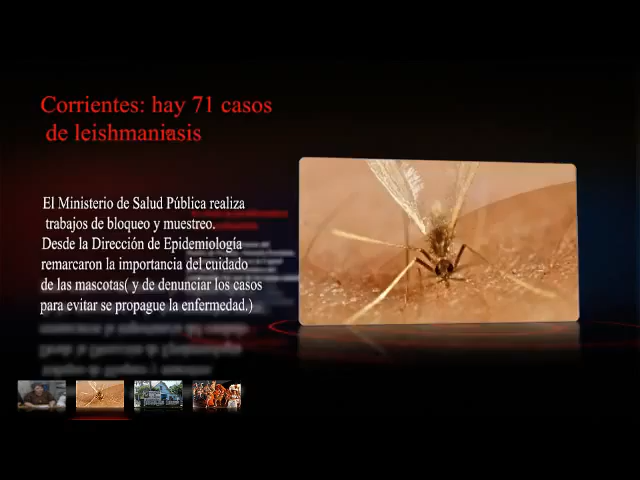 Corrientes: hay 71 casos
de leishmaniasis
El Ministerio de Salud Pública realiza
trabajos de bloqueo y muestreo.
Desde la Dirección de Epidemiología
remarcaron la importancia del cuidado
de las mascotas( y de denunciar los casos
para evitar se propague la enfermedad.)